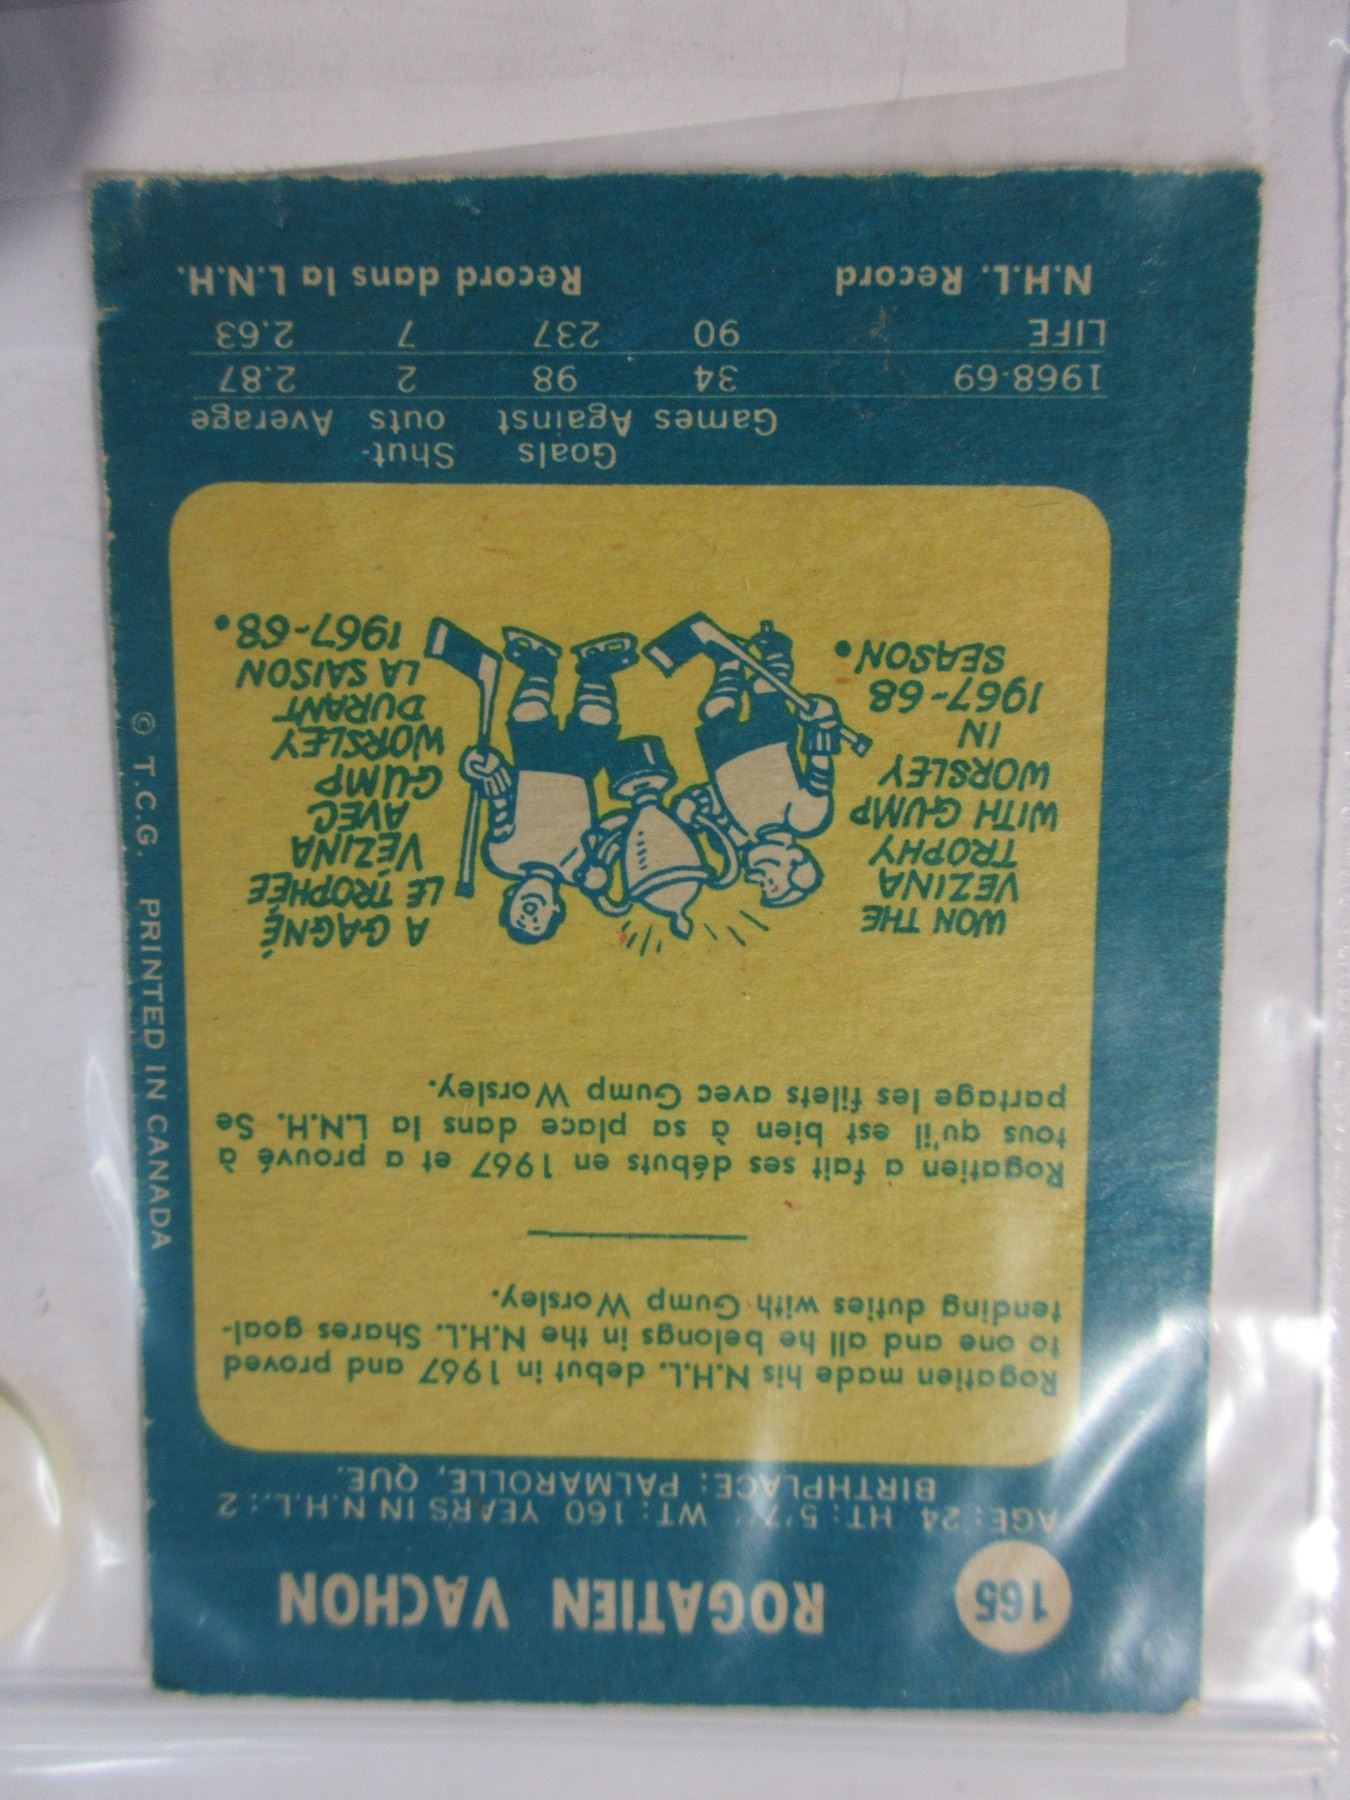 165
ROGATIEN VACHON
AGE: 24 HT: 5'7" WT: 160 YEARS IN N.H.L.: 2
BIRTHPLACE: PALMAROLLE, QUE.
Rogatien made his N.H.L. debut in 1967 and proved
to one and all he belongs in the N.H.L. Shares goal-
tending duties with Gump Worsley.
Rogatien a fait ses débuts en 1967 et a prouvé à
tous qu'il est bien à sa place dans la L.N.H. Se
partage les filets avec Gump Worsley.
WON THE
VEZINA
TROPHY
WITH GUMP
WORSLEY
IN
1967-68
SEASON.
A GAGNÉ
LE TROPHÉE
VÉZINA
AVEC
GUMP
WORSLEY
DURANT
LA SAISON
1967-68.
Goals Shut-
Games Against outs Average
1968-69 34 98 2 2.87
LIFE 90 237 7 2.63
N.H.L. Record Record dans la L.N.H.
© T.C.G. PRINTED IN CANADA